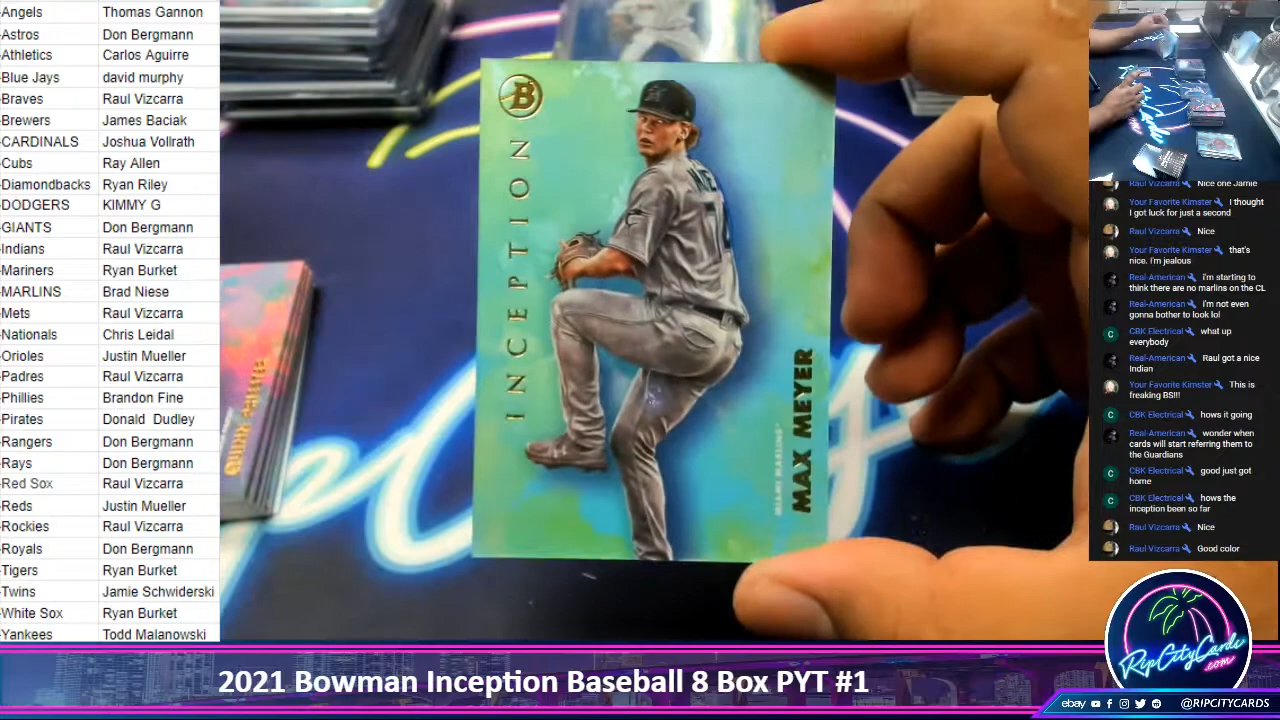 -Angels Thomas Gannon
-Astros Don Bergmann
-Athletics Carlos Aguirre
-Blue Jays david murphy
-Braves Raul Vizcarra
-Brewers James Baciak
-CARDINALS Joshua Vollrath
-Cubs Ray Allen
-Diamondbacks Ryan Riley
-DODGERS KIMMY G
-GIANTS Don Bergmann
-Indians Raul Vizcarra
-Mariners Ryan Burket
-MARLINS Brad Niese
-Mets Raul Vizcarra
-Nationals Chris Leidal
-Orioles Justin Mueller
-Padres Raul Vizcarra
-Phillies Brandon Fine
-Pirates Donald Dudley
-Rangers Don Bergmann
-Rays Don Bergmann
-Red Sox Raul Vizcarra
-Reds Justin Mueller
-Rockies Raul Vizcarra
-Royals Don Bergmann
-Tigers Ryan Burket
-Twins Jamie Schwiderski
-White Sox Ryan Burket
-Yankees Todd Malanowski
B
INCEPTION
MIAMI MARLINS
MAX MEYER
Raul Vizcarra Nice one Jamie
Your Favorite Kimster I thought
I got luck for just a second
Raul Vizcarra Nice
Your Favorite Kimster that's
nice. I'm jealous
Real-American i'm starting to
think there are no marlins on the CL
Real-American i'm not even
gonna bother to look lol
C CBK Electrical what up
everybody
Real-American Raul got a nice
Indian
Your Favorite Kimster This is
freaking BS!!!
C CBK Electrical hows it going
Real-American wonder when
cards will start referring them to
the Guardians
C CBK Electrical good just got
home
C CBK Electrical hows the
inception been so far
Raul Vizcarra Nice
Raul Vizcarra Good color
RipCityCards
.com
2021 Bowman Inception Baseball 8 Box PYT #1
ebay @RIPCITYCARDS